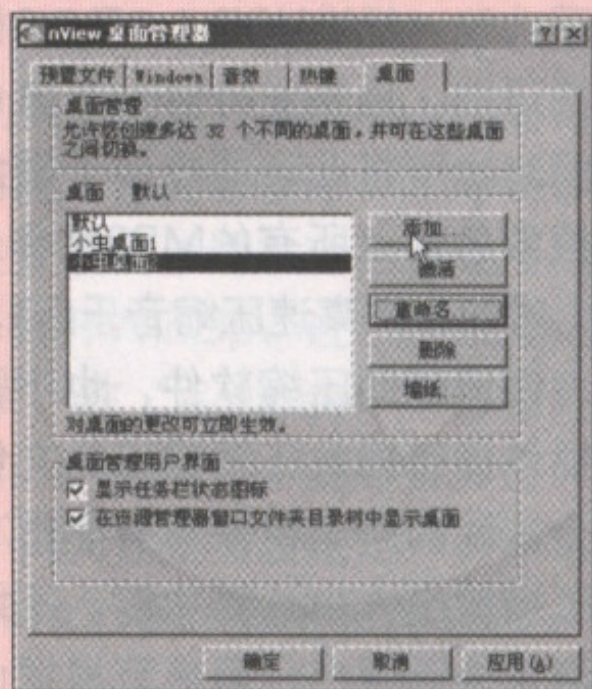 nView 桌面管理器
预置文件 Windows 音效 热键 桌面
桌面管理
允许您创建多达 32 个不同的桌面，并可在这些桌面
之间切换。
桌面 : 默认
默认
小虫桌面1
小虫桌面2
添加...
激活
重命名...
删除
墙纸...
对桌面的更改可立即生效。
桌面管理用户界面
显示任务栏状态图标
在资源管理器窗口文件夹目录树中显示桌面
确定 取消 应用(A)